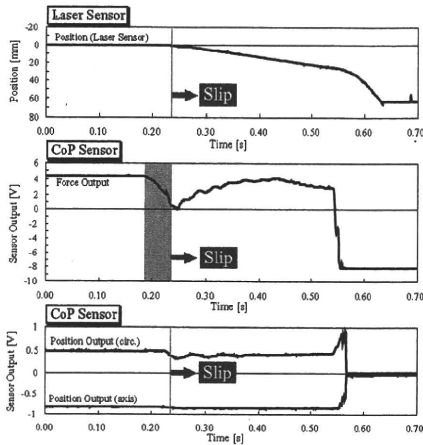 Laser Sensor
-20
Position (Laser Sensor)
0
20
40
60
80
Position [mm]
Slip
0.00 0.10 0.20 0.30 0.40 0.50 0.60 0.70
Time [s]
CoP Sensor
6
4
Force Output
2
0
-2
-4
-6
-8
-10
Sensor Output [V]
Slip
0.00 0.10 0.20 0.30 0.40 0.50 0.60 0.70
Time [s]
CoP Sensor
1
Position Output (circ.)
0.5
0
Position Output (axis)
-0.5
-1
Sensor Output [V]
Slip
0.00 0.10 0.20 0.30 0.40 0.50 0.60 0.70
Time [s]